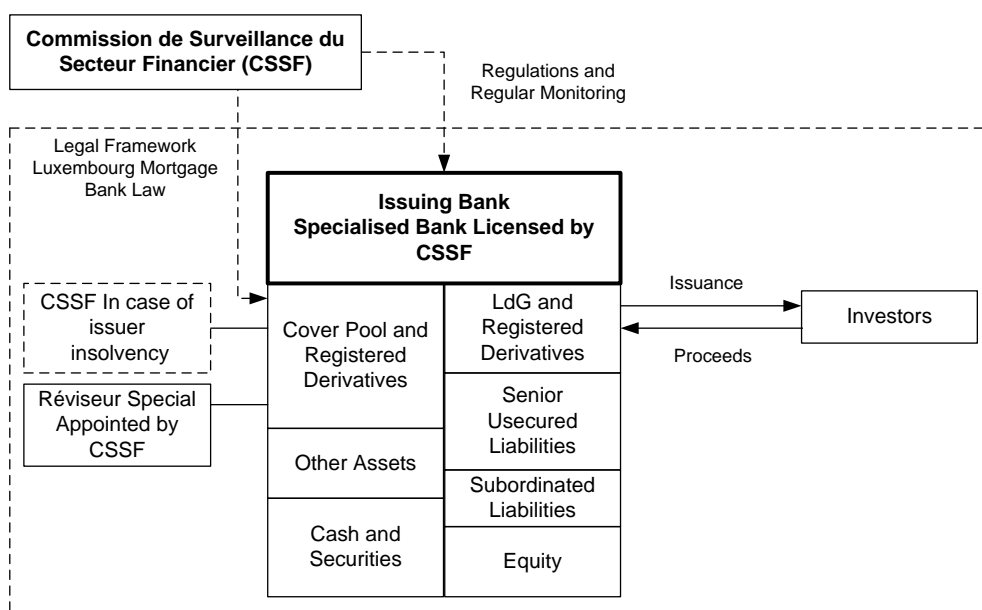 Commission de Surveillance du
Secteur Financier (CSSF)
Regulations and
Regular Monitoring
Legal Framework
Luxembourg Mortgage
Bank Law
Issuing Bank
Specialised Bank Licensed by
CSSF
CSSF In case of
issuer
insolvency
Réviseur Special
Appointed by
CSSF
Cover Pool and
Registered
Derivatives
Other Assets
Cash and
Securities
LdG and
Registered
Derivatives
Senior
Usecured
Liabilities
Subordinated
Liabilities
Equity
Issuance
Proceeds
Investors